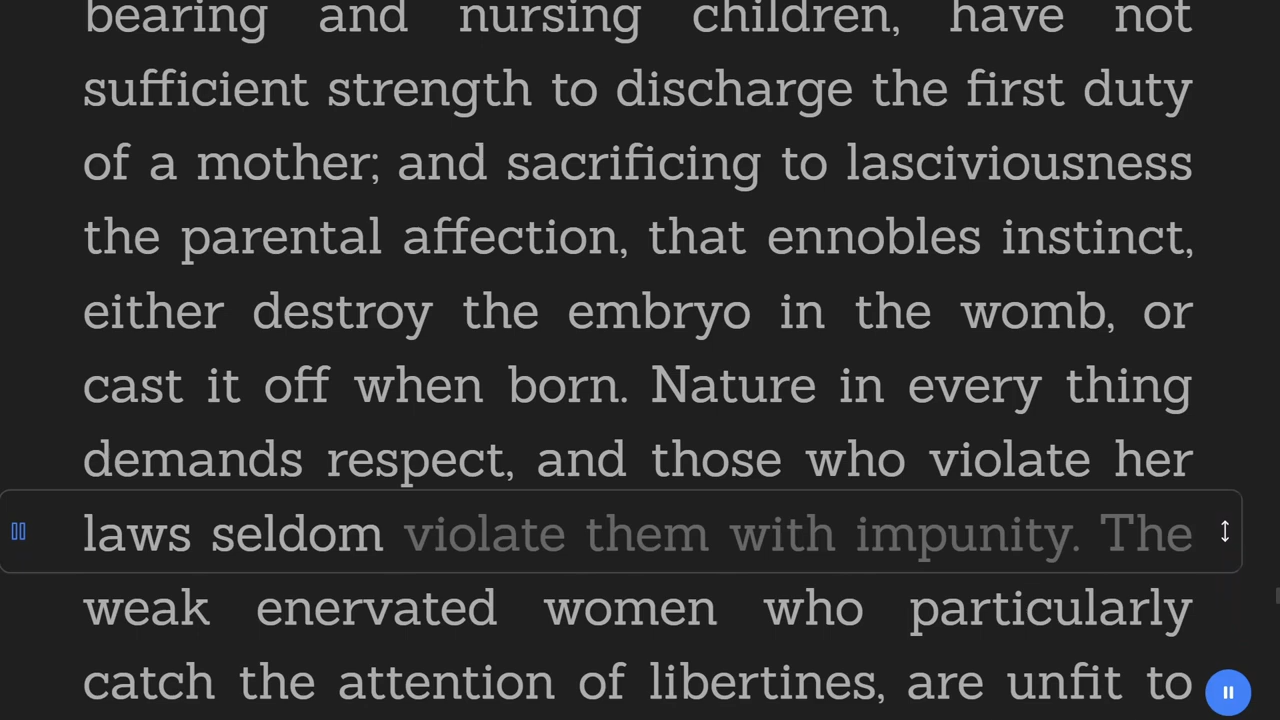 bearing and nursing children, have not
sufficient strength to discharge the first duty
of a mother; and sacrificing to lasciviousness
the parental affection, that ennobles instinct,
either destroy the embryo in the womb, or
cast it off when born. Nature in every thing
demands respect, and those who violate her
laws seldom violate them with impunity. The
weak enervated women who particularly
catch the attention of libertines, are unfit to